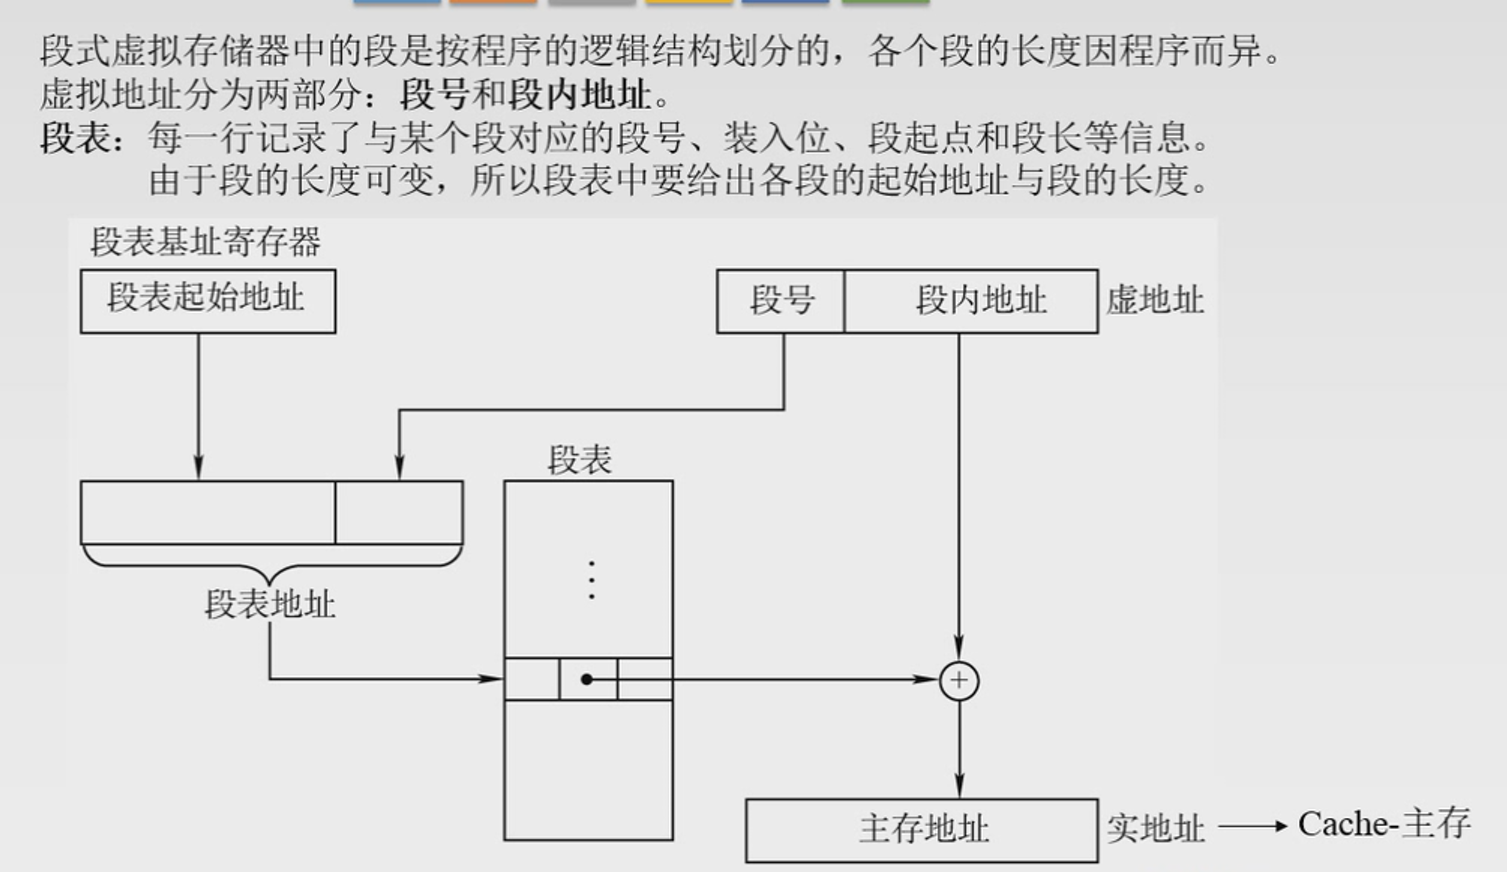 段式虚拟存储器中的段是按程序的逻辑结构划分的，各个段的长度因程序而异。
虚拟地址分为两部分：段号和段内地址。
段表：每一行记录了与某个段对应的段号、装入位、段起点和段长等信息。
由于段的长度可变，所以段表中要给出各段的起始地址与段的长度。
段表基址寄存器
段表起始地址
段号 段内地址 虚地址
段表
段表地址
主存地址 实地址 Cache-主存